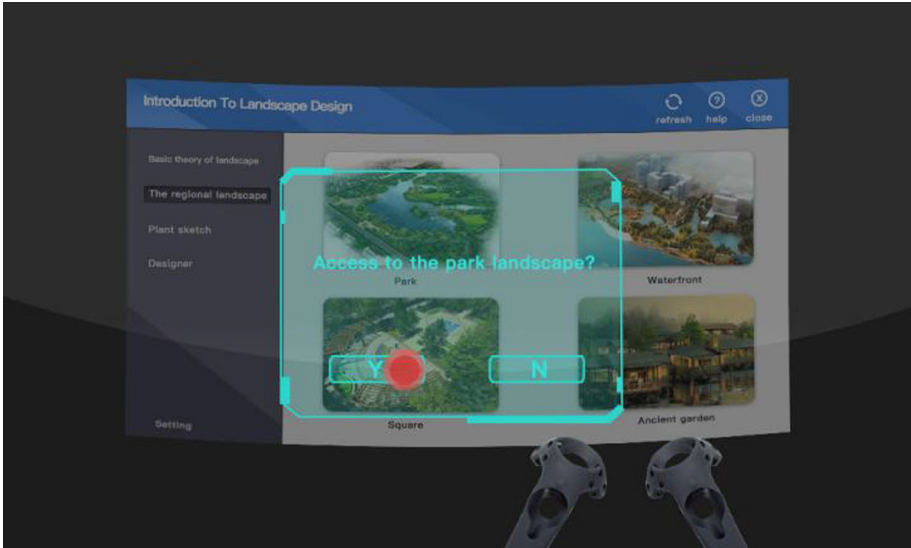 Introduction To Landscape Design
refresh
help
close
Basic theory of landscape
The regional landscape
Plant sketch
Designer
Setting
Access to the park landscape?
Y
N
Park
Waterfront
Square
Ancient garden